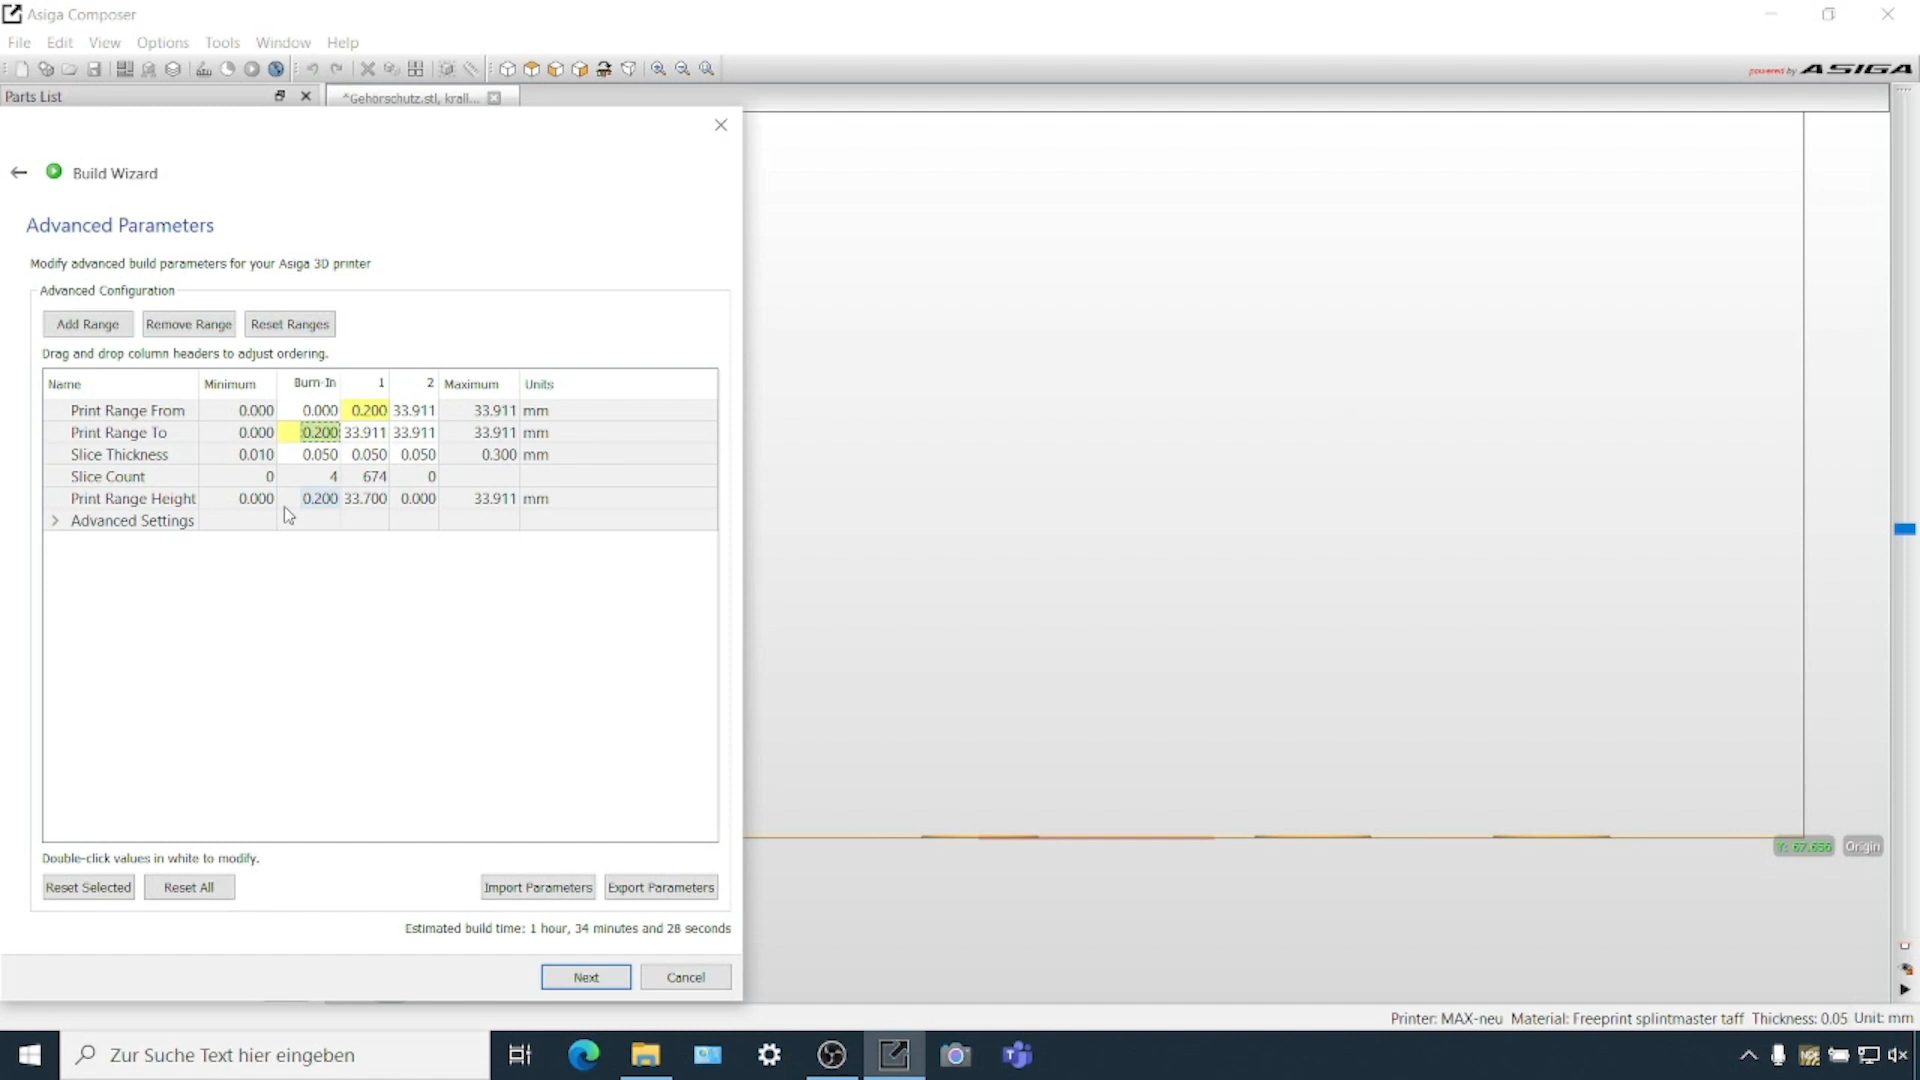 Asiga Composer
File Edit View Options Tools Window Help
powered by ASIGA
Parts List
*Gehörschutz.stl, krall...
Build Wizard
Advanced Parameters
Modify advanced build parameters for your Asiga 3D printer
Advanced Configuration
Add Range Remove Range Reset Ranges
Drag and drop column headers to adjust ordering.
Name Minimum Burn-In 1 2 Maximum Units
Print Range From 0.000 0.000 0.200 33.911 33.911 mm
Print Range To 0.000 0.200 33.911 33.911 33.911 mm
Slice Thickness 0.010 0.050 0.050 0.050 0.300 mm
Slice Count 0 4 674 0
Print Range Height 0.000 0.200 33.700 0.000 33.911 mm
Advanced Settings
Y: 67.656 Origin
Double-click values in white to modify.
Reset Selected Reset All Import Parameters Export Parameters
Estimated build time: 1 hour, 34 minutes and 28 seconds
Next Cancel
Printer: MAX-neu Material: Freeprint splintmaster taff Thickness: 0.05 Unit: mm
Zur Suche Text hier eingeben